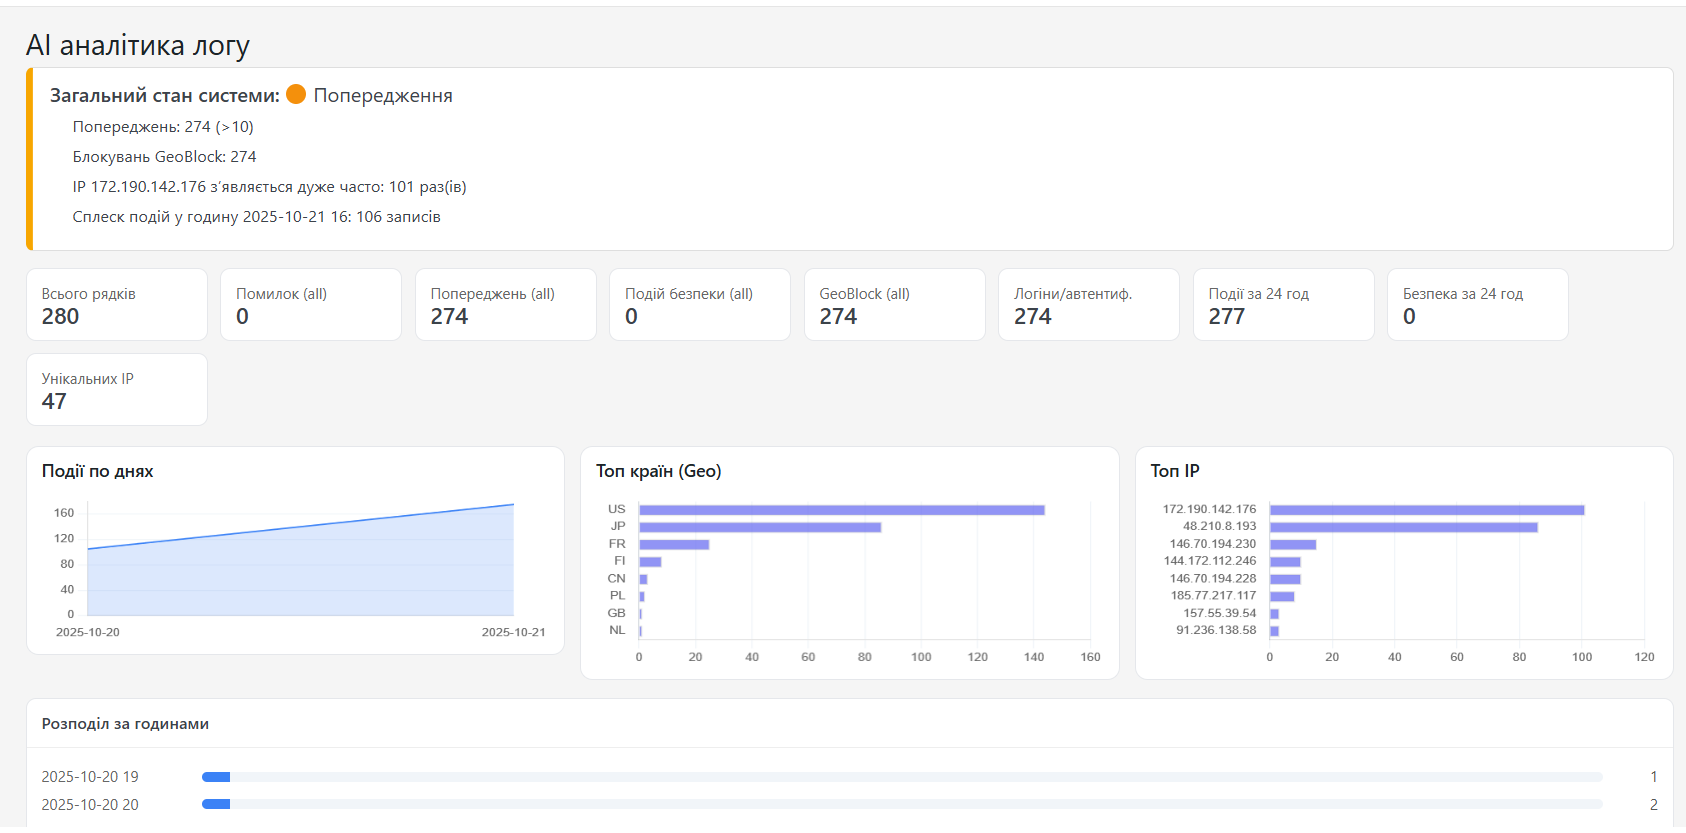 AI аналітика логу
Загальний стан системи: Попередження
Попереджень: 274 (>10)
Блокувань GeoBlock: 274
IP 172.190.142.176 зʼявляється дуже часто: 101 раз(ів)
Сплеск подій у годину 2025-10-21 16: 106 записів
Всього рядків
280
Помилок (all)
0
Попереджень (all)
274
Подій безпеки (all)
0
GeoBlock (all)
274
Логіни/автентиф.
274
Події за 24 год
277
Безпека за 24 год
0
Унікальних IP
47
Події по днях
160
120
80
40
0
2025-10-20 2025-10-21
Топ країн (Geo)
US
JP
FR
FI
CN
PL
GB
NL
0 20 40 60 80 100 120 140 160
Топ IP
172.190.142.176
48.210.8.193
146.70.194.230
144.172.112.246
146.70.194.228
185.77.217.117
157.55.39.54
91.236.138.58
0 20 40 60 80 100 120
Розподіл за годинами
2025-10-20 19 1
2025-10-20 20 2